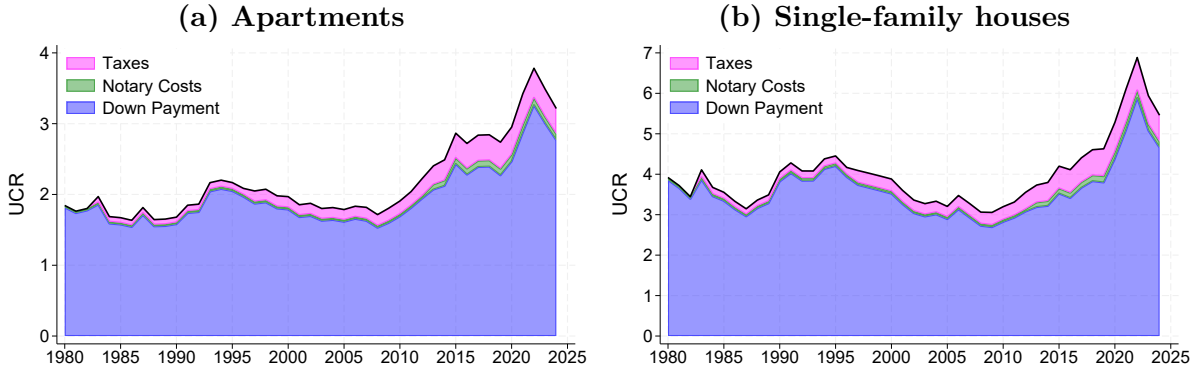 (a) Apartments
4
3
2
1
0
UCR
Taxes
Notary Costs
Down Payment
1980 1985 1990 1995 2000 2005 2010 2015 2020 2025
(b) Single-family houses
7
6
5
4
3
2
1
0
UCR
Taxes
Notary Costs
Down Payment
1980 1985 1990 1995 2000 2005 2010 2015 2020 2025